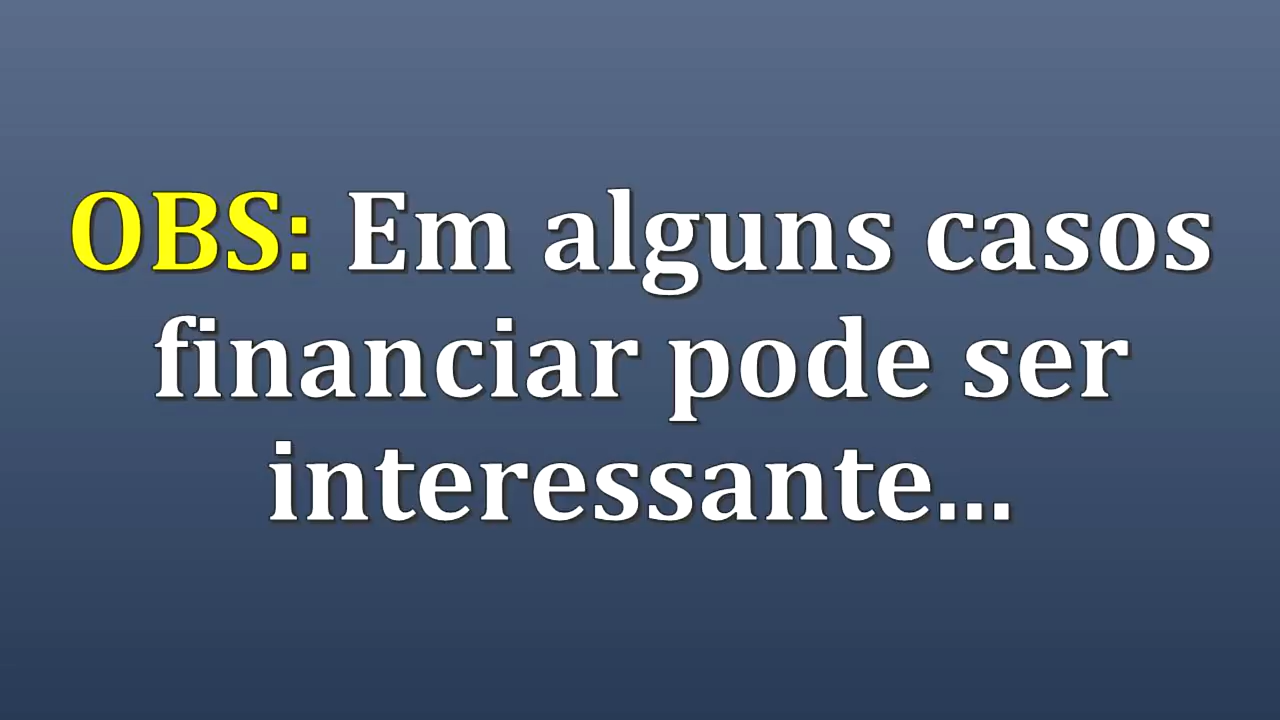 OBS: Em alguns casos
financiar pode ser
interessante...